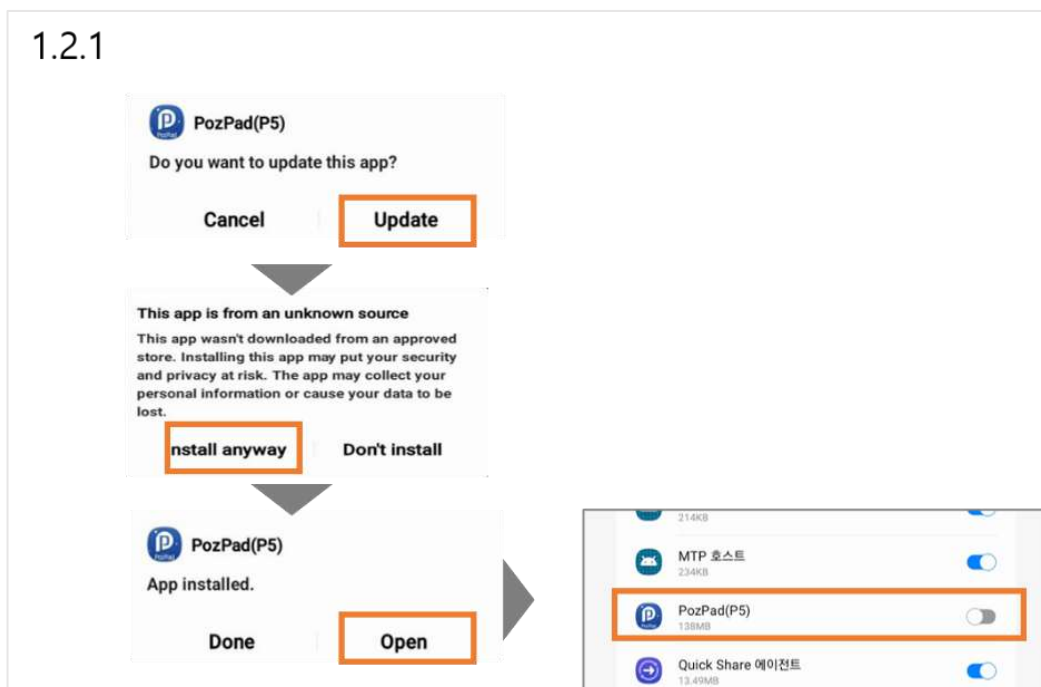 1.2.1
PozPad(P5)
Do you want to update this app?
Cancel
Update
This app is from an unknown source
This app wasn't downloaded from an approved
store. Installing this app may put your security
and privacy at risk. The app may collect your
personal information or cause your data to be
lost.
nstall anyway
Don't install
PozPad(P5)
App installed.
Done
Open
214KB
MTP 호스트
234KB
PozPad(P5)
138MB
Quick Share 에이전트
13.49MB